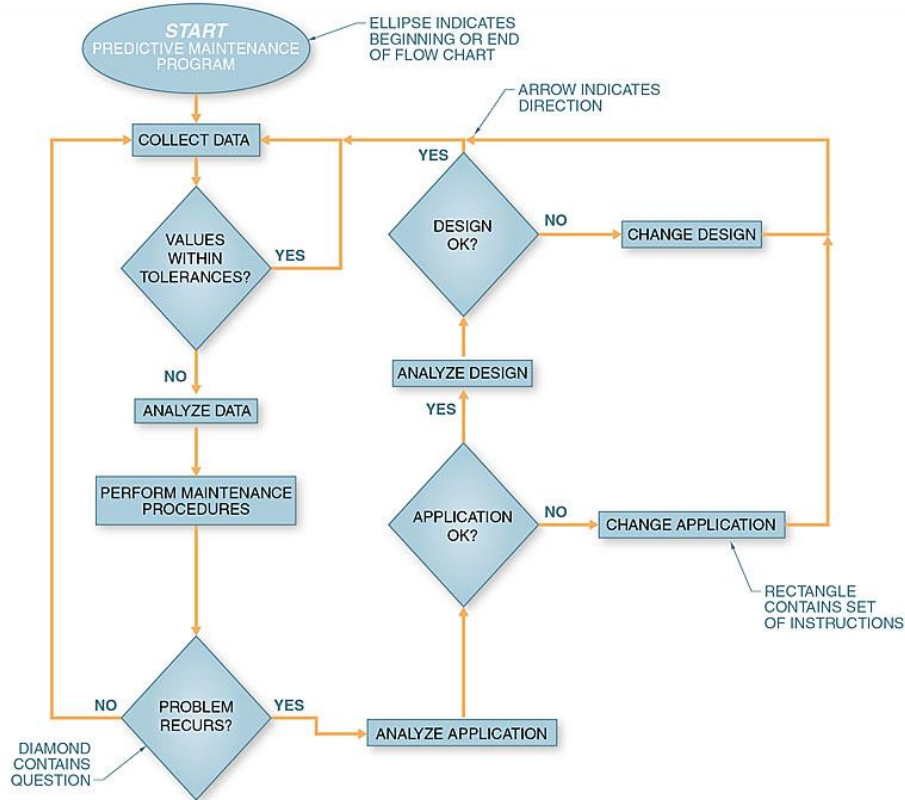 START
PREDICTIVE MAINTENANCE
PROGRAM
ELLIPSE INDICATES
BEGINNING OR END
OF FLOW CHART
ARROW INDICATES
DIRECTION
COLLECT DATA
YES
VALUES
WITHIN
TOLERANCES?
YES
DESIGN
OK?
NO
CHANGE DESIGN
NO
ANALYZE DATA
ANALYZE DESIGN
YES
PERFORM MAINTENANCE
PROCEDURES
APPLICATION
OK?
NO
CHANGE APPLICATION
RECTANGLE
CONTAINS SET
OF INSTRUCTIONS
NO
PROBLEM
RECURS?
YES
ANALYZE APPLICATION
DIAMOND
CONTAINS
QUESTION